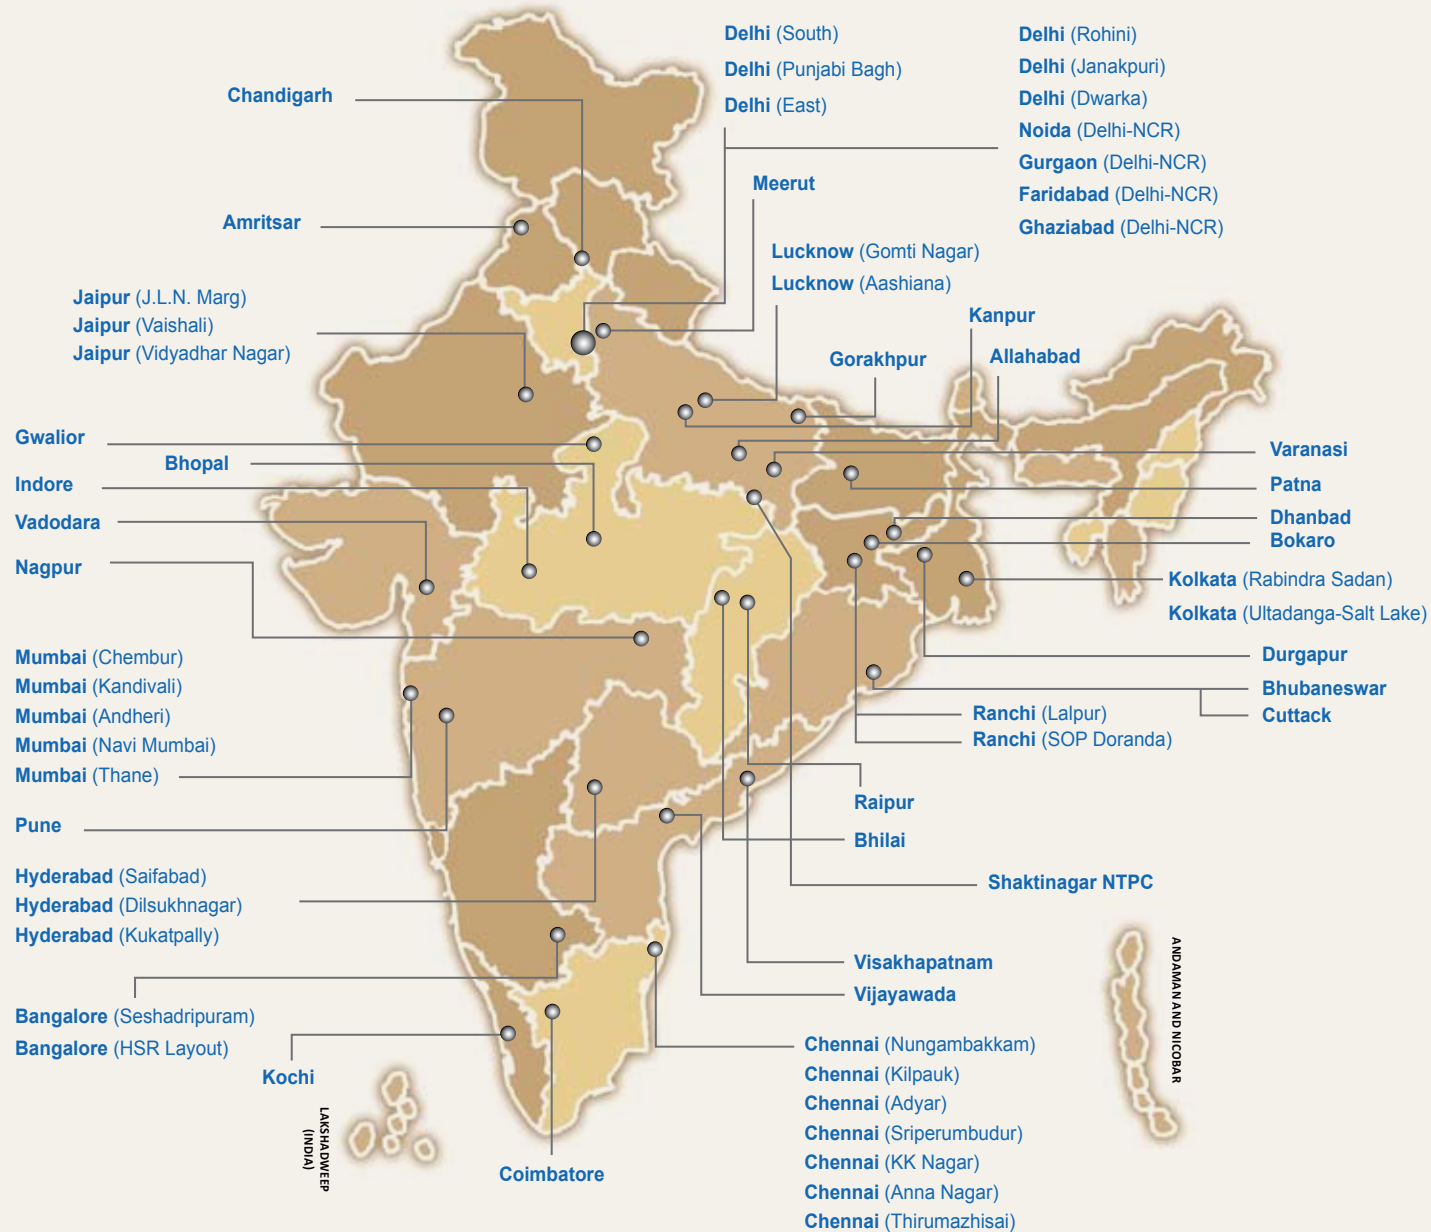 Delhi (South)
Delhi (Punjabi Bagh)
Delhi (East)
Delhi (Rohini)
Delhi (Janakpuri)
Delhi (Dwarka)
Noida (Delhi-NCR)
Gurgaon (Delhi-NCR)
Faridabad (Delhi-NCR)
Ghaziabad (Delhi-NCR)
Chandigarh
Meerut
Amritsar
Lucknow (Gomti Nagar)
Lucknow (Aashiana)
Jaipur (J.L.N. Marg)
Jaipur (Vaishali)
Jaipur (Vidyadhar Nagar)
Kanpur
Gorakhpur
Allahabad
Gwalior
Bhopal
Indore
Vadodara
Nagpur
Varanasi
Patna
Dhanbad
Bokaro
Kolkata (Rabindra Sadan)
Kolkata (Ultadanga-Salt Lake)
Durgapur
Bhubaneswar
Cuttack
Mumbai (Chembur)
Mumbai (Kandivali)
Mumbai (Andheri)
Mumbai (Navi Mumbai)
Mumbai (Thane)
Ranchi (Lalpur)
Ranchi (SOP Doranda)
Raipur
Pune
Bhilai
Shaktinagar NTPC
Hyderabad (Saifabad)
Hyderabad (Dilsukhnagar)
Hyderabad (Kukatpally)
Visakhapatnam
Vijayawada
Bangalore (Seshadripuram)
Bangalore (HSR Layout)
Kochi
Chennai (Nungambakkam)
Chennai (Kilpauk)
Chennai (Adyar)
Chennai (Sriperumbudur)
Chennai (KK Nagar)
Chennai (Anna Nagar)
Chennai (Thirumazhisai)
Coimbatore
LAKSHADWEEP
(INDIA)
ANDAMAN AND NICOBAR